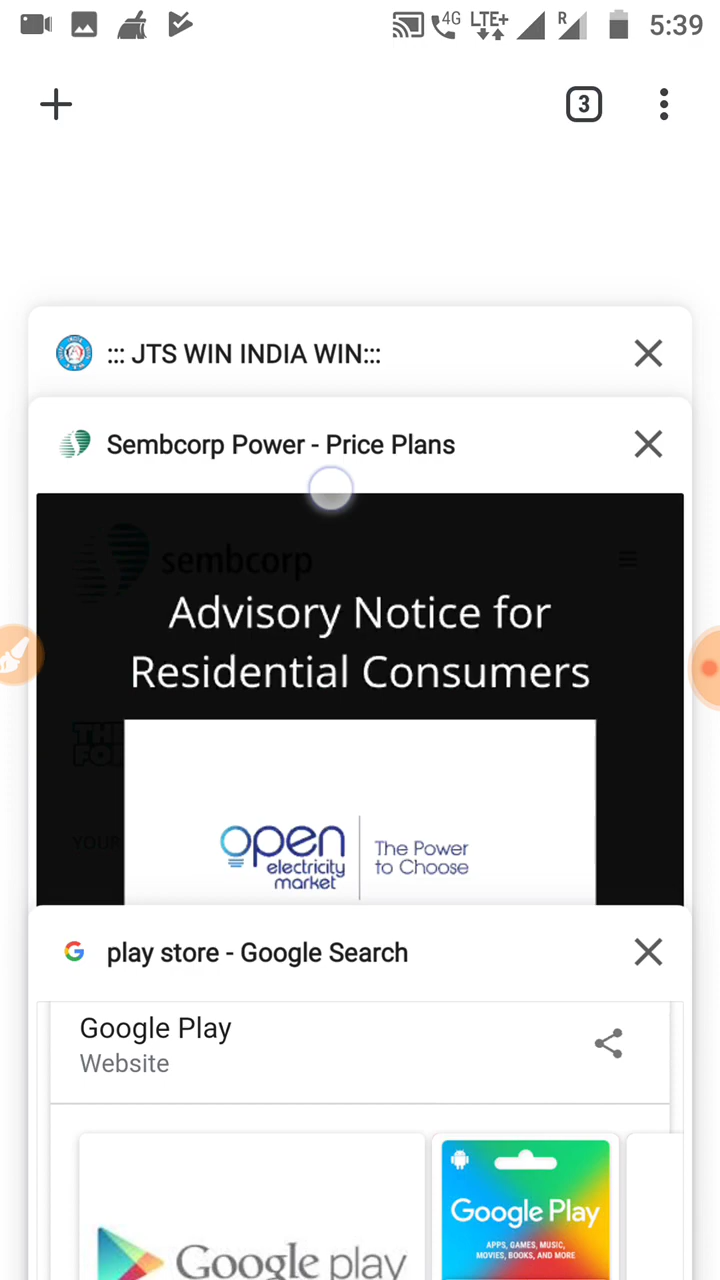 4G LTE+ R 5:39
3
::: JTS WIN INDIA WIN:::
Sembcorp Power - Price Plans
sembcorp
Advisory Notice for
Residential Consumers
YOUR
open
electricity
market
The Power
to Choose
play store - Google Search
Google Play
Website
Google play
Google Play
APPS, GAMES, MUSIC,
MOVIES, BOOKS, AND MORE